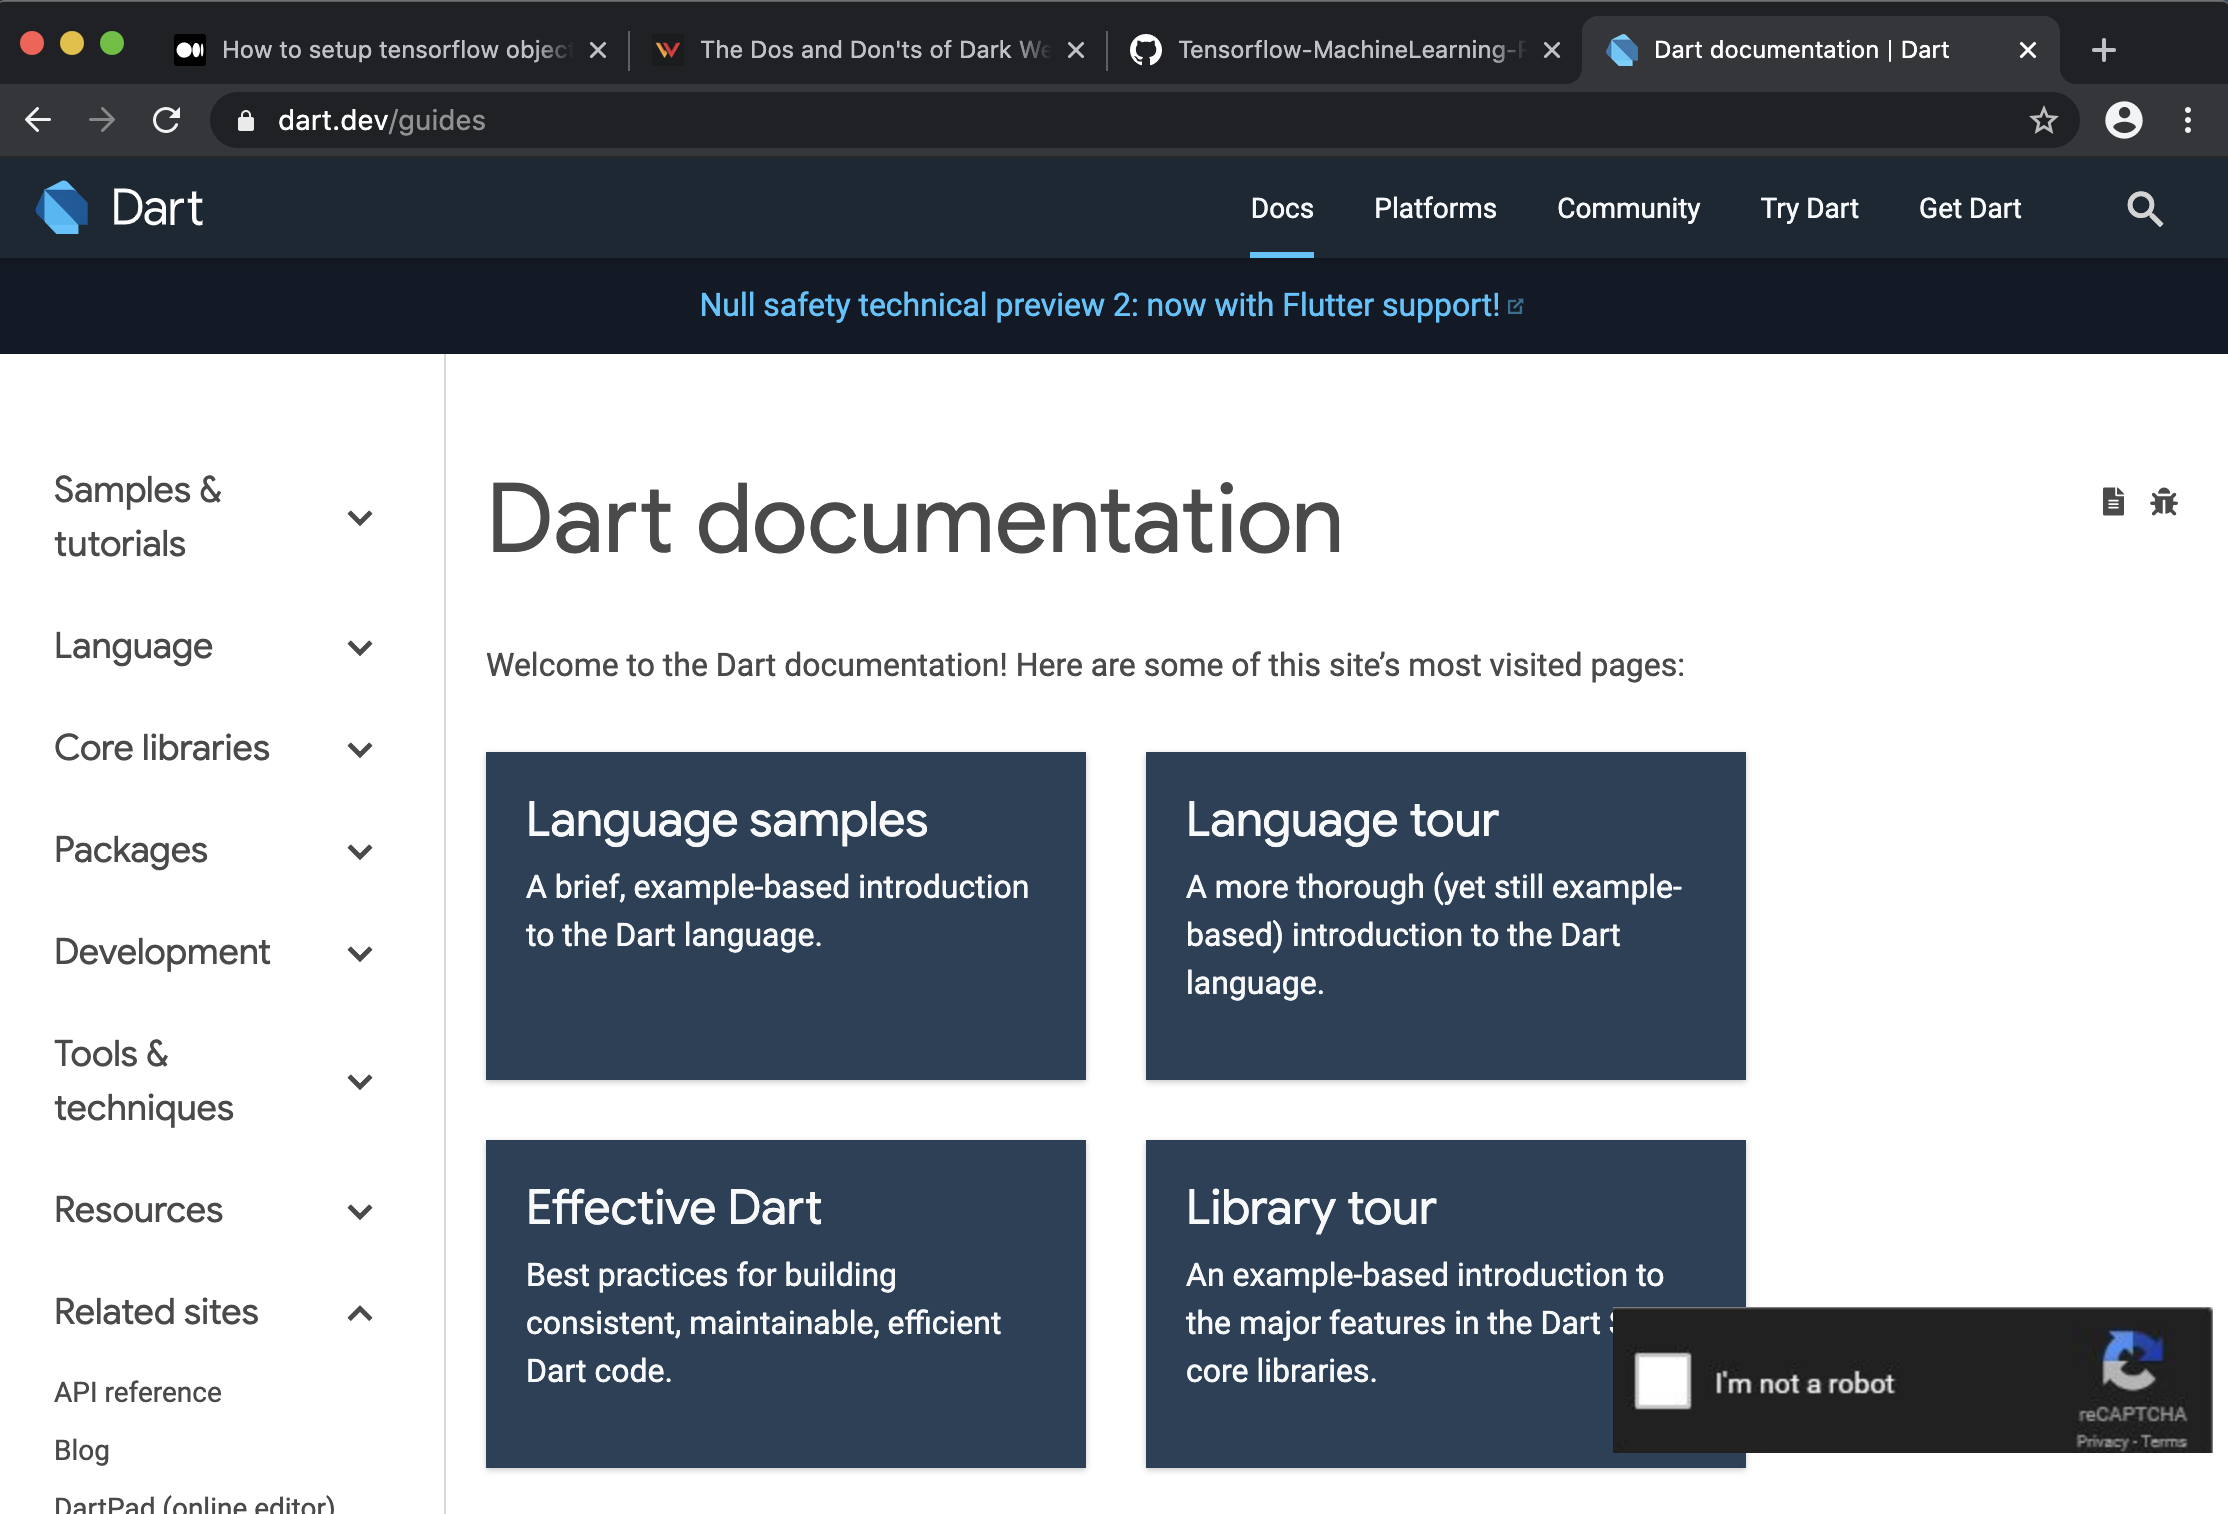 How to setup tensorflow objec
The Dos and Don'ts of Dark We
Tensorflow-MachineLearning-
Dart documentation | Dart
dart.dev/guides
Dart
Docs
Platforms
Community
Try Dart
Get Dart
Null safety technical preview 2: now with Flutter support!
Samples &
tutorials
Language
Core libraries
Packages
Development
Tools &
techniques
Resources
Related sites
API reference
Blog
DartPad (online editor)
Dart documentation
Welcome to the Dart documentation! Here are some of this site’s most visited pages:
Language samples
A brief, example-based introduction
to the Dart language.
Language tour
A more thorough (yet still example-
based) introduction to the Dart
language.
Effective Dart
Best practices for building
consistent, maintainable, efficient
Dart code.
Library tour
An example-based introduction to
the major features in the Dart
core libraries.
I'm not a robot
reCAPTCHA
Privacy - Terms